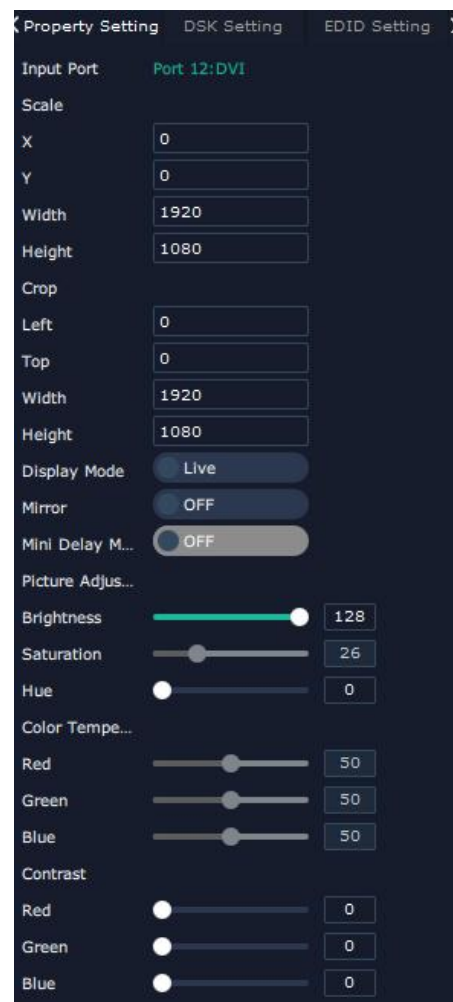 Property Setting DSK Setting EDID Setting
Input Port Port 12:DVI
Scale
X 0
Y 0
Width 1920
Height 1080
Crop
Left 0
Top 0
Width 1920
Height 1080
Display Mode Live
Mirror OFF
Mini Delay M... OFF
Picture Adjus...
Brightness 128
Saturation 26
Hue 0
Color Tempe...
Red 50
Green 50
Blue 50
Contrast
Red 0
Green 0
Blue 0